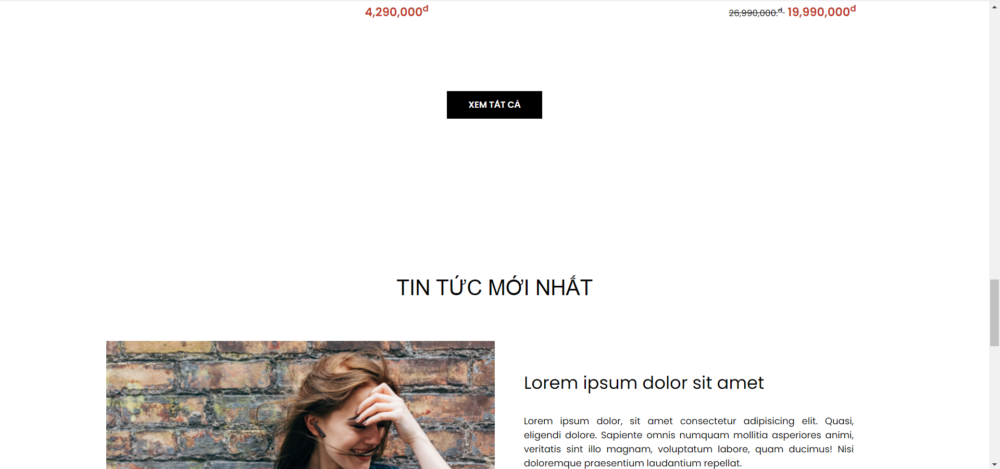 4,290,000đ
26,990,000.đ- 19,990,000đ
XEM TẤT CẢ
TIN TỨC MỚI NHẤT
Lorem ipsum dolor sit amet
Lorem ipsum dolor, sit amet consectetur adipisicing elit. Quasi,
eligendi dolore. Sapiente omnis numquam mollitia asperiores animi,
veritatis sint illo magnam, voluptatum labore, quam ducimus! Nisi
doloremque praesentium laudantium repellat.